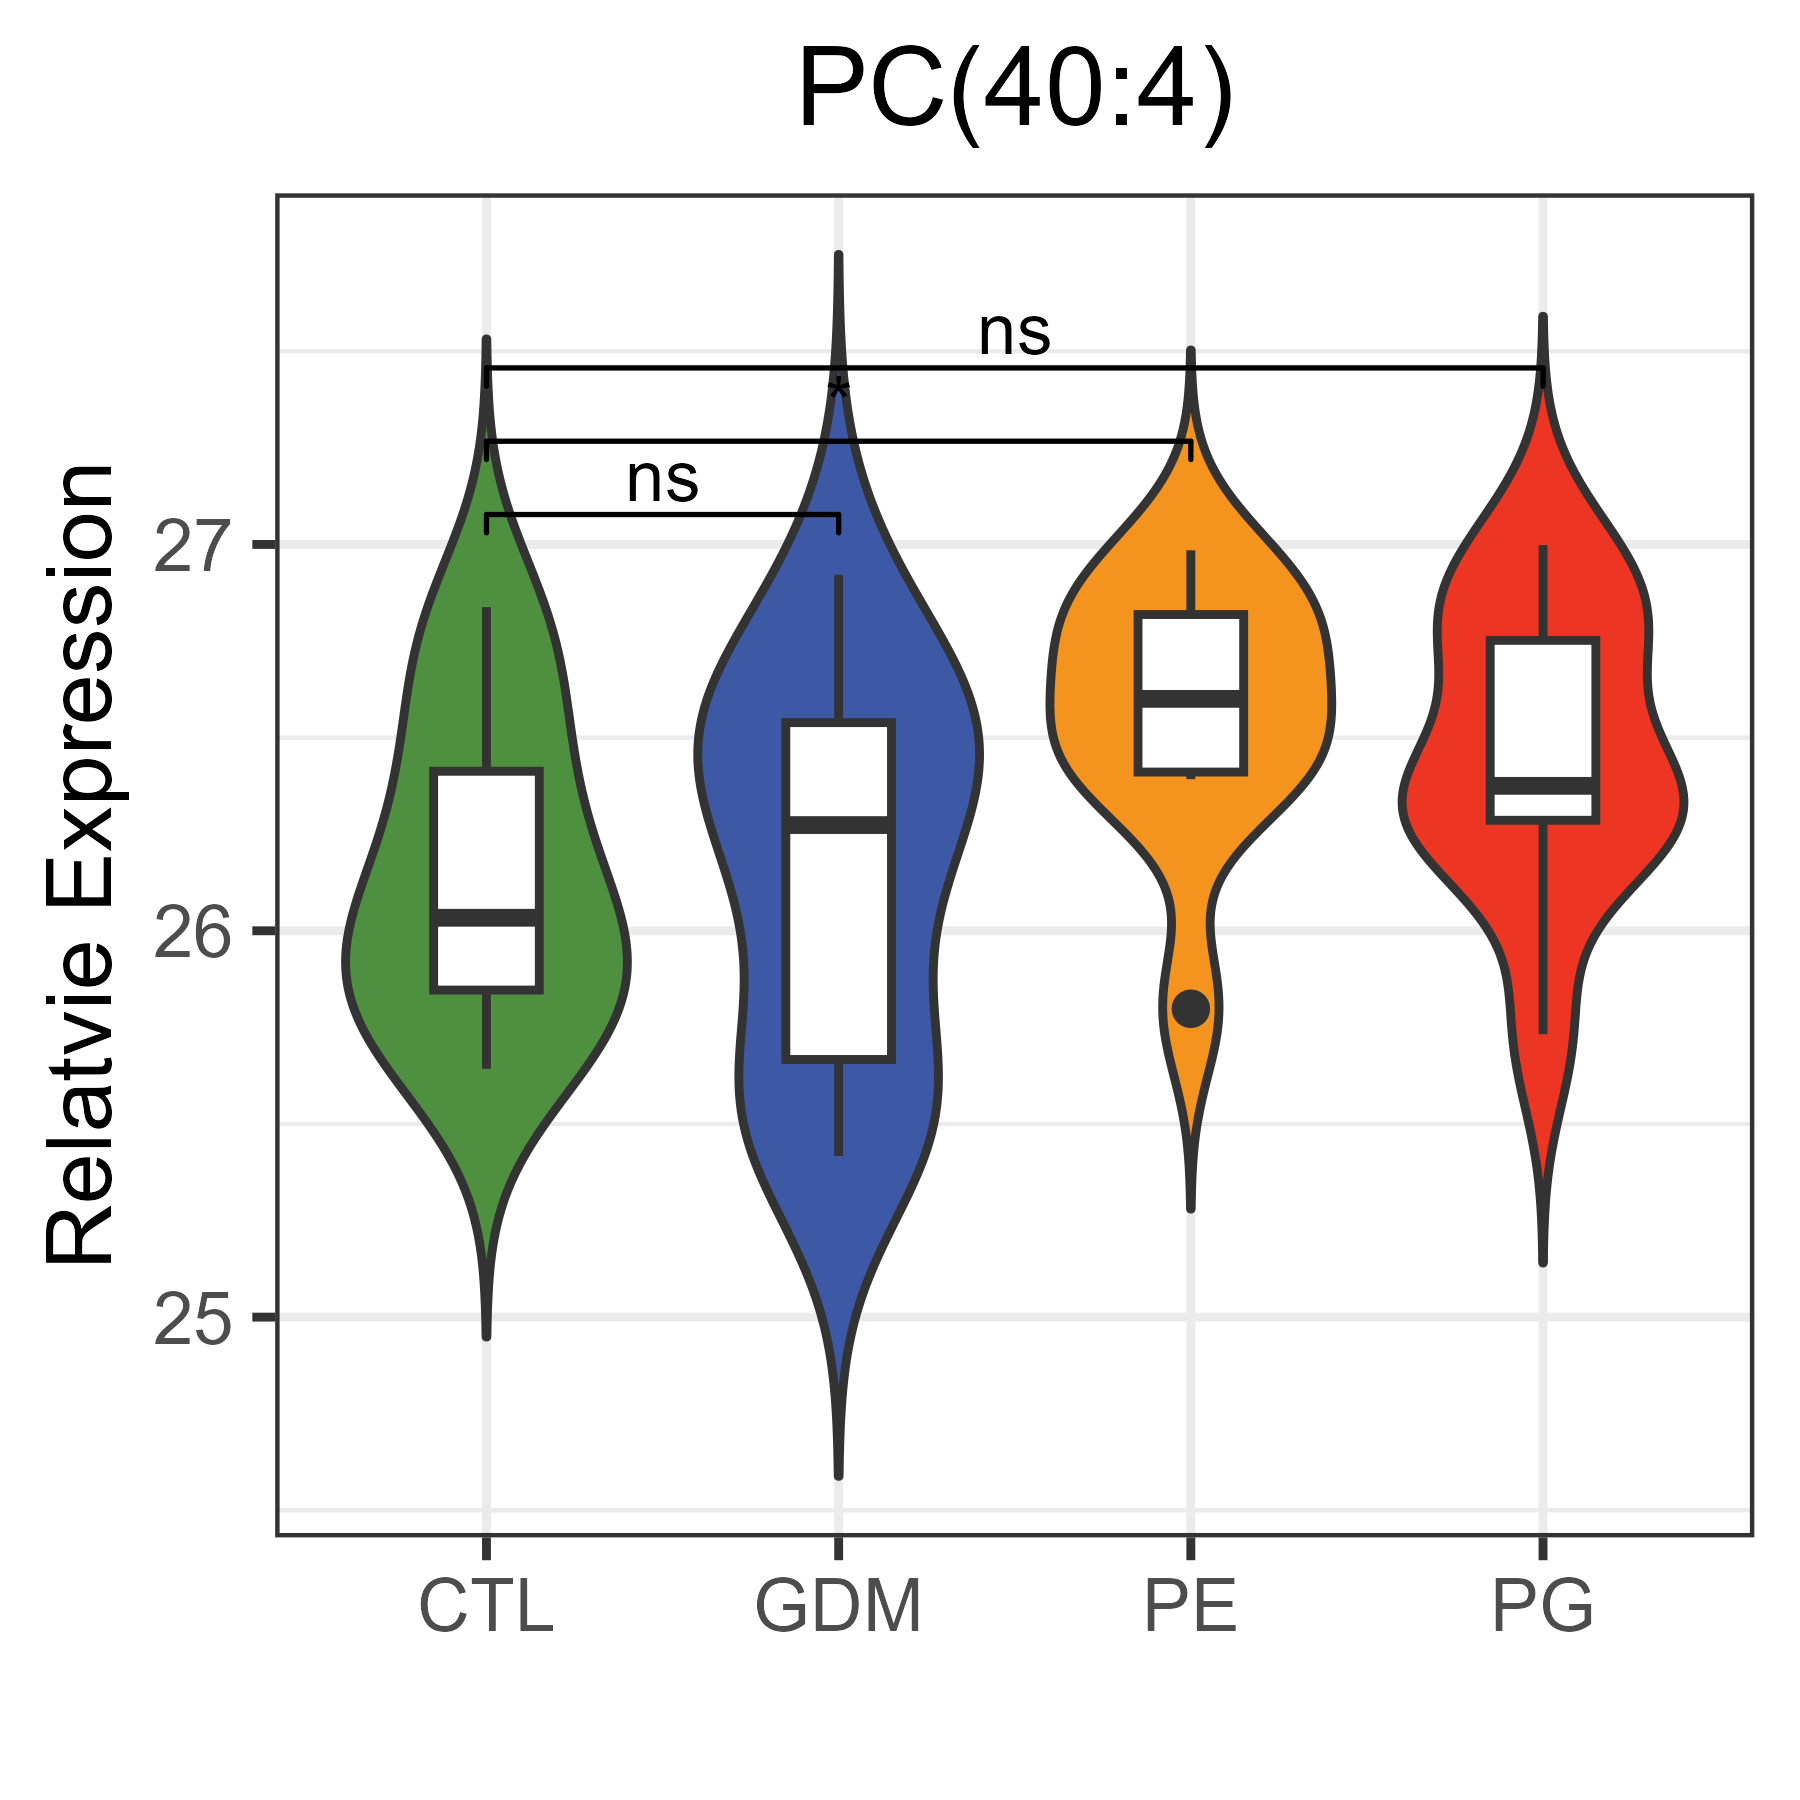 PC(40:4)
Relatvie Expression
ns
*
ns
27
26
25
CTL GDM PE PG